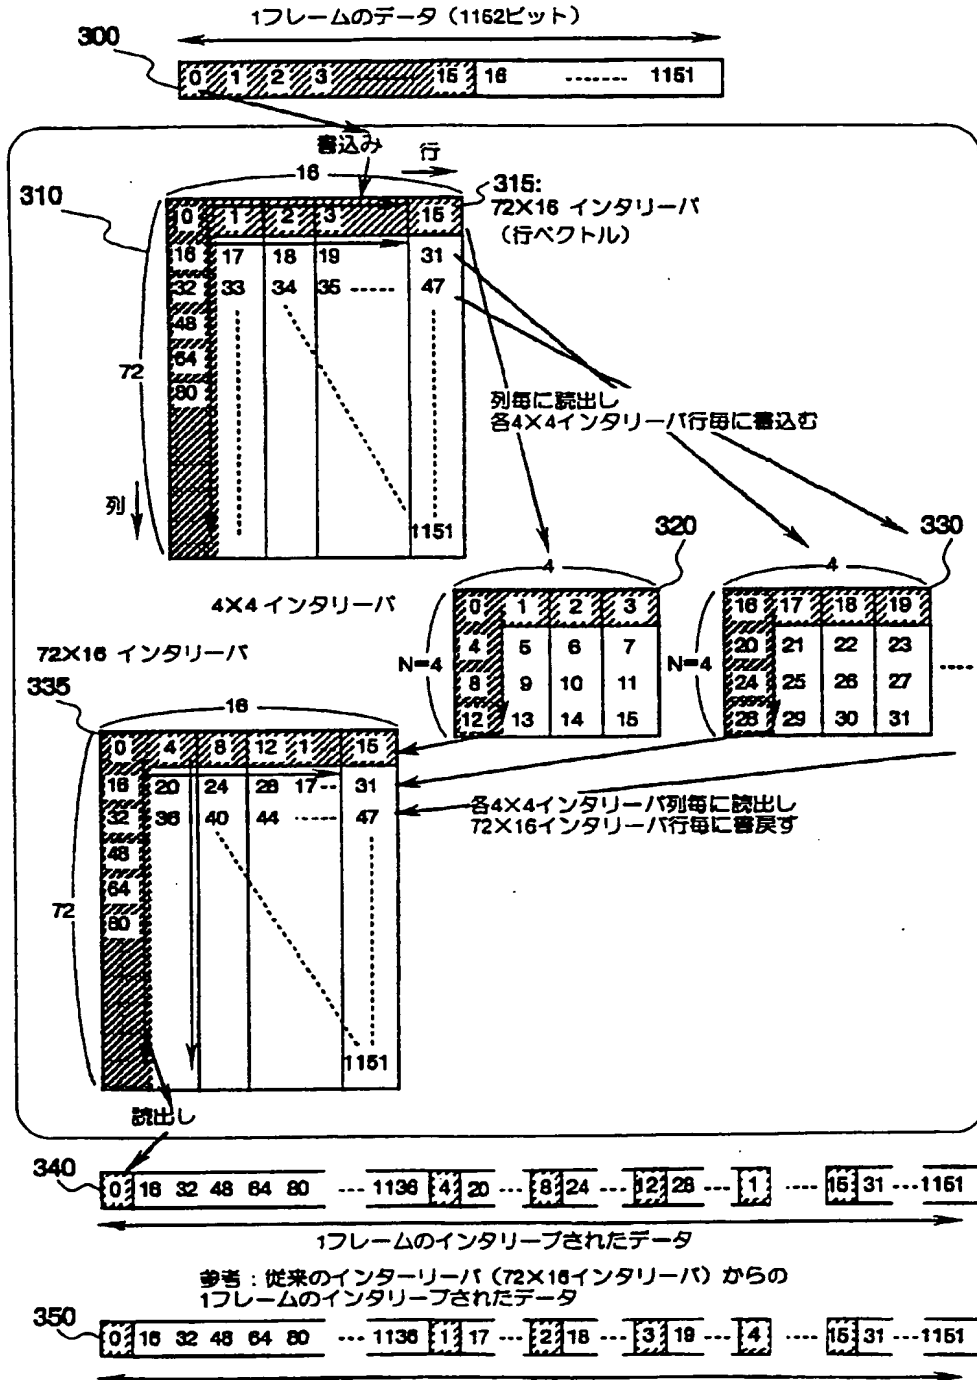 1フレームのデータ（1152ビット）
300
0 1 2 3 ------ 15 16 ------- 1151
書込み
行
16
310
315:
72×16 インタリーバ
（行ベクトル）
0 1 2 3 15
16 17 18 19 31
32 33 34 35 ----- 47
48
64
80
72
列
1151
列毎に読出し
各4×4インタリーバ行毎に書込む
320
330
4
4
4×4 インタリーバ
N=4
0 1 2 3
4 5 6 7
8 9 10 11
12 13 14 15
N=4
16 17 18 19
20 21 22 23
24 25 26 27
28 29 30 31
----
72×16 インタリーバ
335
16
0 4 8 12 1 15
16 20 24 28 17-- 31
32 36 40 44 ----- 47
48
64
80
72
1151
各4×4インタリーバ列毎に読出し
72×16インタリーバ行毎に書戻す
読出し
340
0 16 32 48 64 80 --- 1136 4 20 --- 8 24 --- 12 28 --- 1 ---- 15 31 ---1151
1フレームのインタリーブされたデータ
参考：従来のインターリーバ（72×16インタリーバ）からの
1フレームのインタリーブされたデータ
350
0 16 32 48 64 80 --- 1136 1 17 --- 2 18 --- 3 19 --- 4 ---- 15 31 ---1151